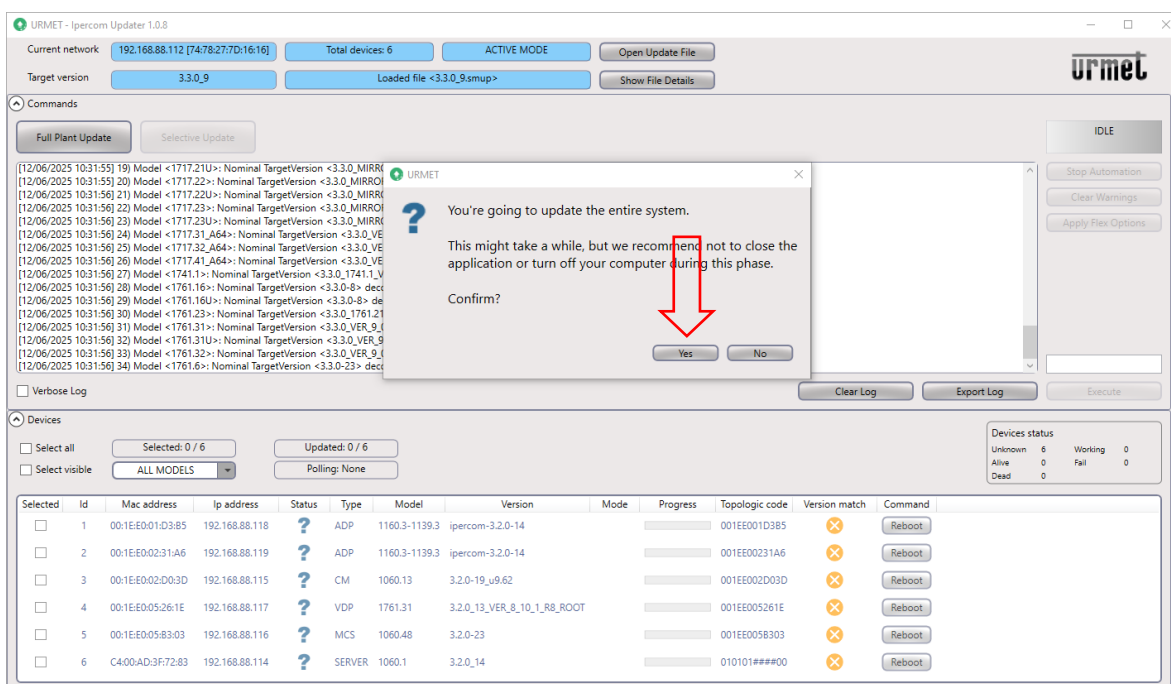 URMET - Ipercom Updater 1.0.8
Current network 192.168.88.112 [74:78:27:7D:16:16] Total devices: 6 ACTIVE MODE Open Update File
Target version 3.3.0_9 Loaded file <3.3.0_9.smup> Show File Details
urmet
Commands
Full Plant Update Selective Update IDLE
Stop Automation
Clear Warnings
Apply Flex Options
[12/06/2025 10:31:55] 19) Model <1717.21U>: Nominal TargetVersion <3.3.0_MIRR
[12/06/2025 10:31:55] 20) Model <1717.22>: Nominal TargetVersion <3.3.0_MIRRO
[12/06/2025 10:31:56] 21) Model <1717.22U>: Nominal TargetVersion <3.3.0_MIRR
[12/06/2025 10:31:56] 22) Model <1717.23>: Nominal TargetVersion <3.3.0_MIRRO
[12/06/2025 10:31:56] 23) Model <1717.23U>: Nominal TargetVersion <3.3.0_MIRR
[12/06/2025 10:31:56] 24) Model <1717.31_A64>: Nominal TargetVersion <3.3.0_VE
[12/06/2025 10:31:56] 25) Model <1717.32_A64>: Nominal TargetVersion <3.3.0_VE
[12/06/2025 10:31:56] 26) Model <1717.41_A64>: Nominal TargetVersion <3.3.0_VE
[12/06/2025 10:31:56] 27) Model <1741.1>: Nominal TargetVersion <3.3.0_1741.1_V
[12/06/2025 10:31:56] 28) Model <1761.16>: Nominal TargetVersion <3.3.0-8> deco
[12/06/2025 10:31:56] 29) Model <1761.16U>: Nominal TargetVersion <3.3.0-8> de
[12/06/2025 10:31:56] 30) Model <1761.23>: Nominal TargetVersion <3.3.0_1761.21
[12/06/2025 10:31:56] 31) Model <1761.31>: Nominal TargetVersion <3.3.0_VER_9_
[12/06/2025 10:31:56] 32) Model <1761.31U>: Nominal TargetVersion <3.3.0_VER_9
[12/06/2025 10:31:56] 33) Model <1761.32>: Nominal TargetVersion <3.3.0_VER_9_
[12/06/2025 10:31:56] 34) Model <1761.6>: Nominal TargetVersion <3.3.0-23> deco
URMET
You're going to update the entire system.
This might take a while, but we recommend not to close the
application or turn off your computer during this phase.
Confirm?
Yes No
Verbose Log Clear Log Export Log Execute
Devices
Select all Selected: 0 / 6 Updated: 0 / 6
Select visible ALL MODELS Polling: None
Devices status
Unknown 6 Working 0
Alive 0 Fail 0
Dead 0
Selected Id Mac address Ip address Status Type Model Version Mode Progress Topologic code Version match Command
1 00:1E:E0:01:D3:B5 192.168.88.118 ? ADP 1160.3-1139.3 ipercom-3.2.0-14 001EE001D3B5 Reboot
2 00:1E:E0:02:31:A6 192.168.88.119 ? ADP 1160.3-1139.3 ipercom-3.2.0-14 001EE00231A6 Reboot
3 00:1E:E0:02:D0:3D 192.168.88.115 ? CM 1060.13 3.2.0-19_u9.62 001EE002D03D Reboot
4 00:1E:E0:05:26:1E 192.168.88.117 ? VDP 1761.31 3.2.0_13_VER_8_10_1_R8_ROOT 001EE005261E Reboot
5 00:1E:E0:05:B3:03 192.168.88.116 ? MCS 1060.48 3.2.0-23 001EE005B303 Reboot
6 C4:00:AD:3F:72:83 192.168.88.114 ? SERVER 1060.1 3.2.0_14 010101####00 Reboot